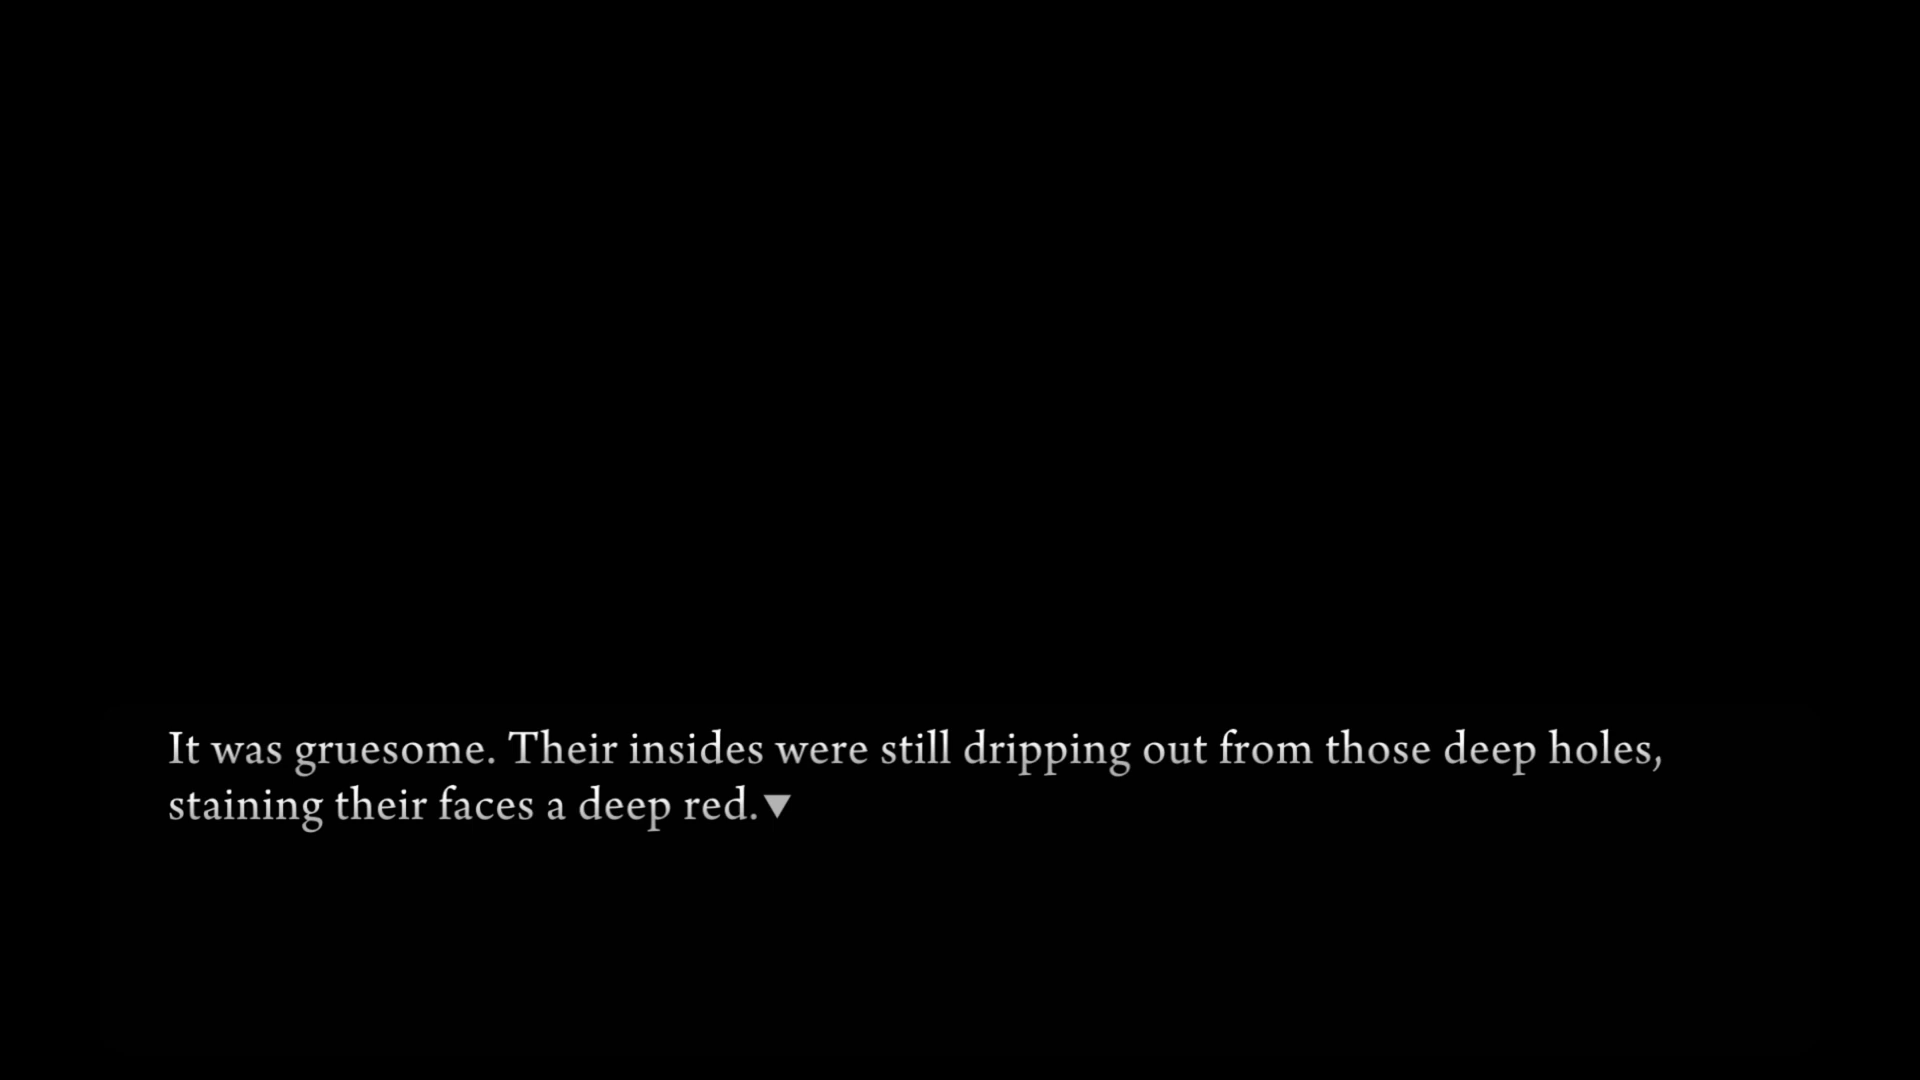 It was gruesome. Their insides were still dripping out from those deep holes,
staining their faces a deep red.